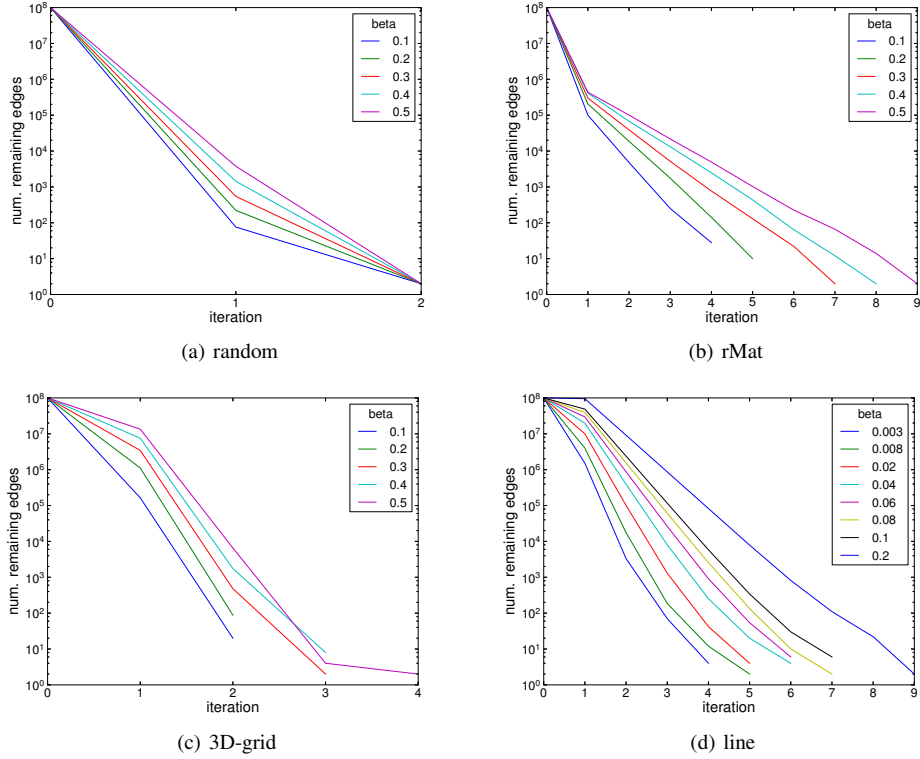 10^8
10^7
10^6
10^5
10^4
10^3
10^2
10^1
10^0
num. remaining edges
0 1 2
iteration
beta
0.1
0.2
0.3
0.4
0.5
(a) random
10^8
10^7
10^6
10^5
10^4
10^3
10^2
10^1
10^0
num. remaining edges
0 1 2 3 4 5 6 7 8 9
iteration
beta
0.1
0.2
0.3
0.4
0.5
(b) rMat
10^8
10^7
10^6
10^5
10^4
10^3
10^2
10^1
10^0
num. remaining edges
0 1 2 3 4
iteration
beta
0.1
0.2
0.3
0.4
0.5
(c) 3D-grid
10^8
10^7
10^6
10^5
10^4
10^3
10^2
10^1
10^0
num. remaining edges
0 1 2 3 4 5 6 7 8 9
iteration
beta
0.003
0.008
0.02
0.04
0.06
0.08
0.1
0.2
(d) line